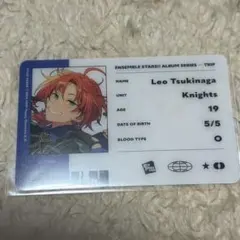 ENSEMBLE STARS!! ALBUM SERIES — TRIP
NAME Leo Tsukinaga
UNIT Knights
AGE 19
DATE OF BIRTH 5/5
BLOOD TYPE O